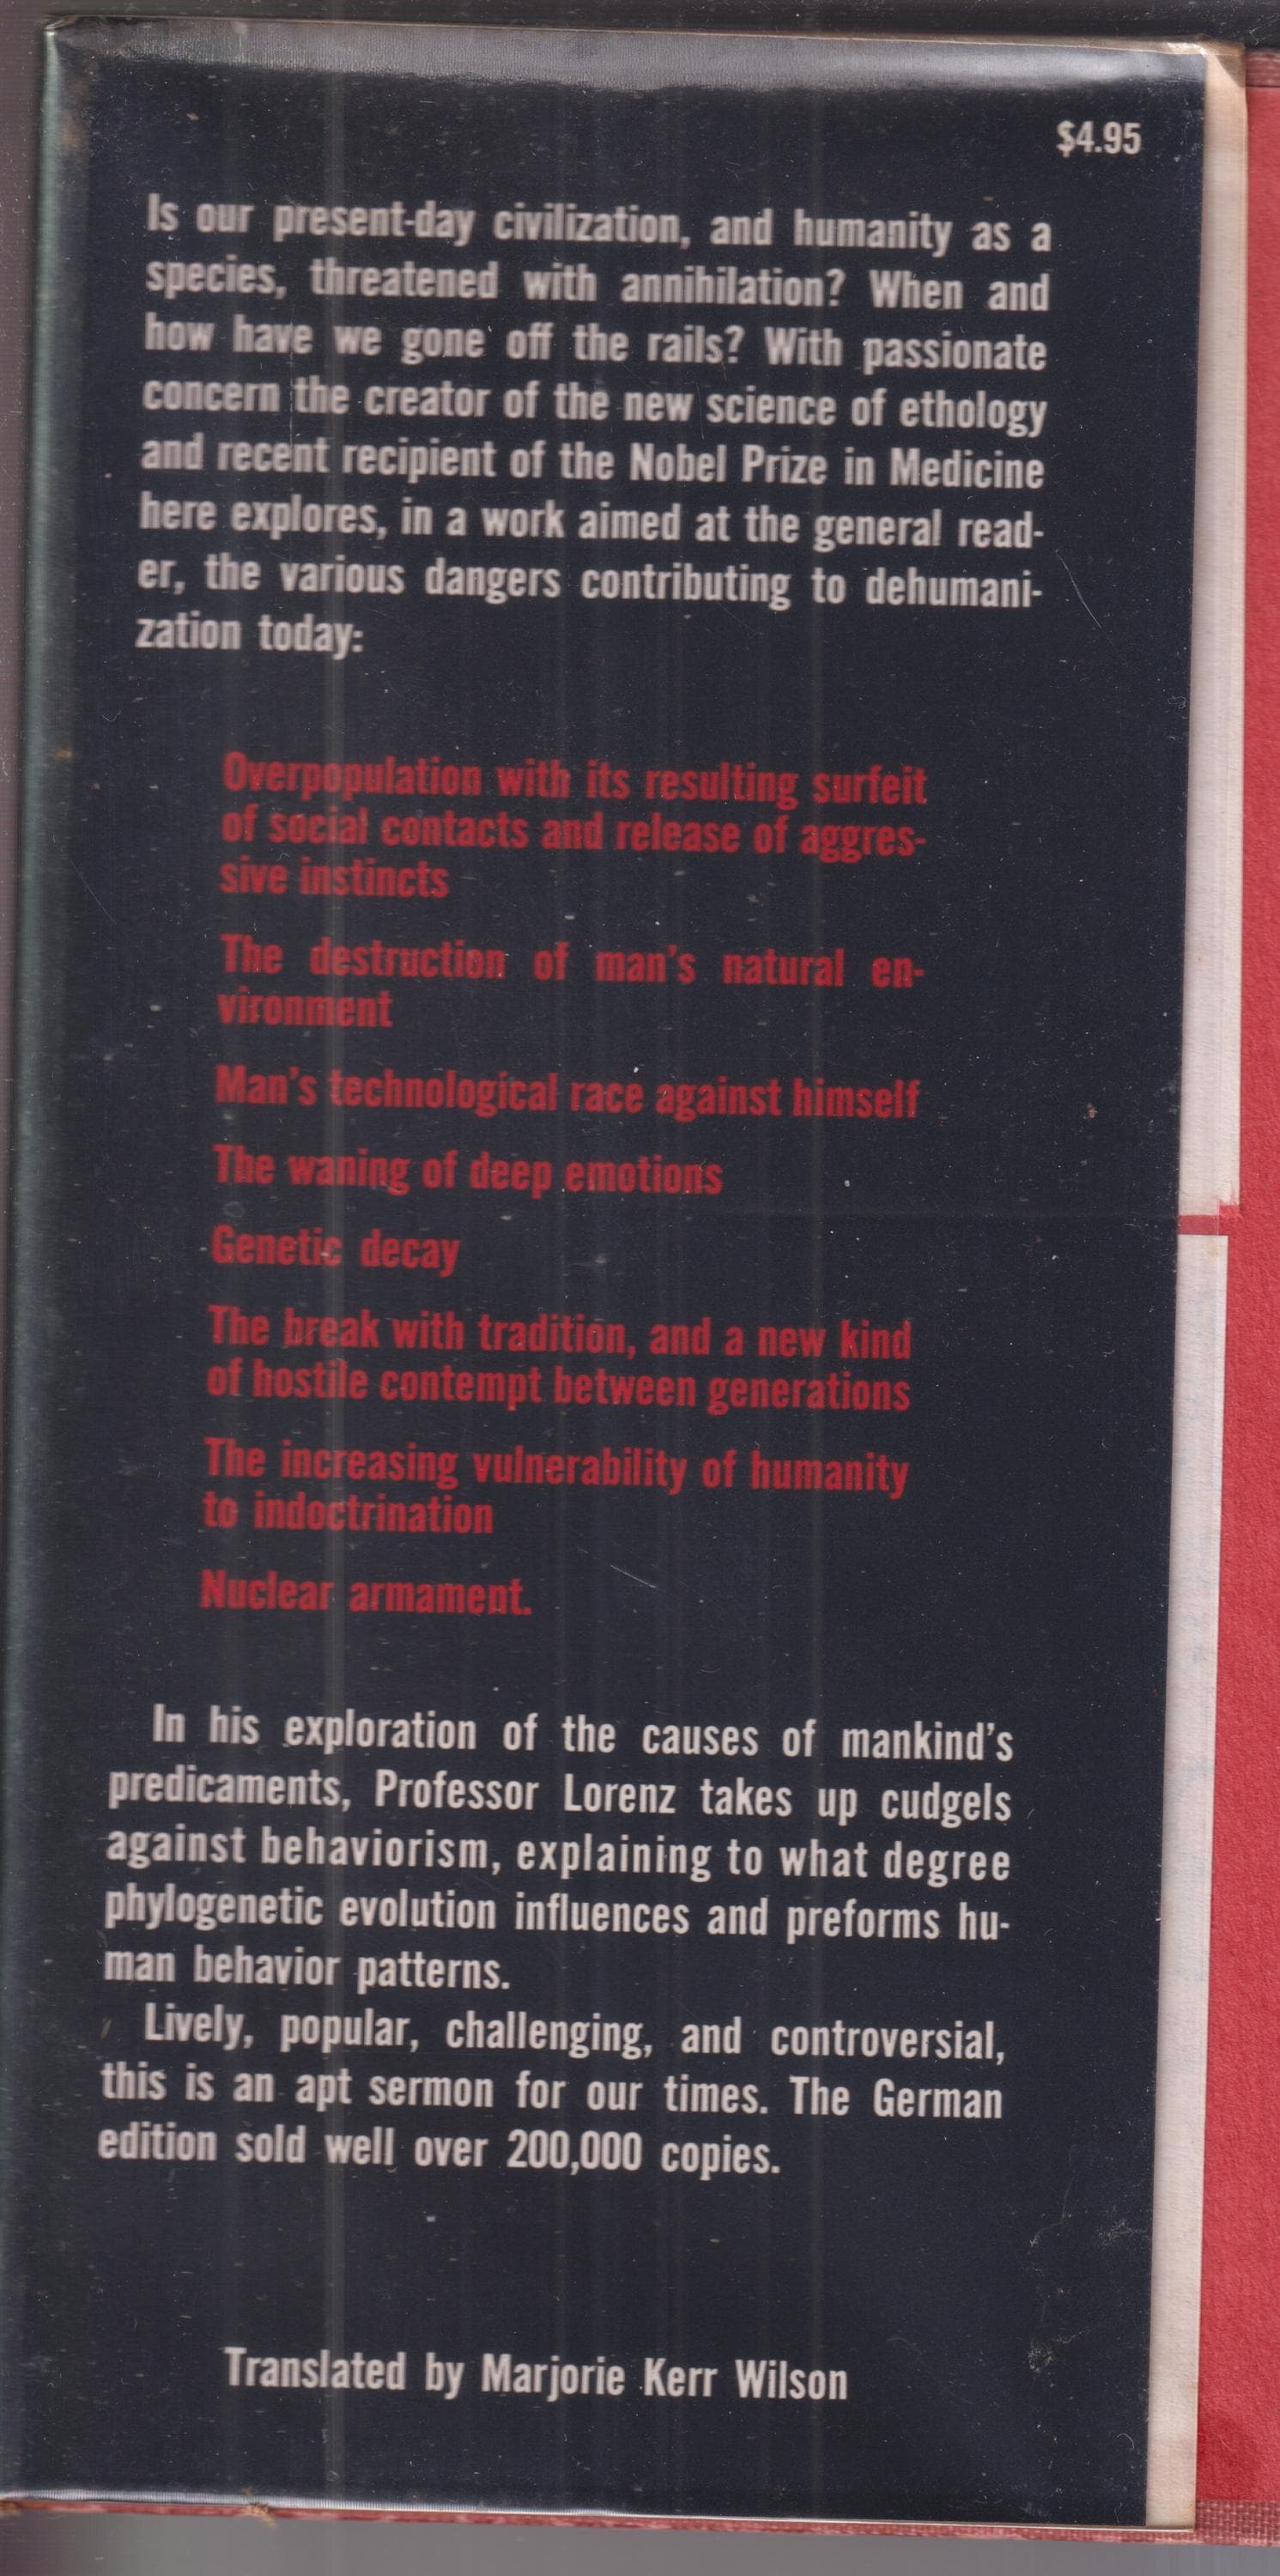 $4.95
Is our present-day civilization, and humanity as a
species, threatened with annihilation? When and
how have we gone off the rails? With passionate
concern the creator of the new science of ethology
and recent recipient of the Nobel Prize in Medicine
here explores, in a work aimed at the general read-
er, the various dangers contributing to dehumani-
zation today:
Overpopulation with its resulting surfeit
of social contacts and release of aggres-
sive instincts
The destruction of man's natural en-
vironment
Man's technological race against himself
The waning of deep emotions
Genetic decay
The break with tradition, and a new kind
of hostile contempt between generations
The increasing vulnerability of humanity
to indoctrination
Nuclear armament.
In his exploration of the causes of mankind's
predicaments, Professor Lorenz takes up cudgels
against behaviorism, explaining to what degree
phylogenetic evolution influences and preforms hu-
man behavior patterns.
Lively, popular, challenging, and controversial,
this is an apt sermon for our times. The German
edition sold well over 200,000 copies.
Translated by Marjorie Kerr Wilson